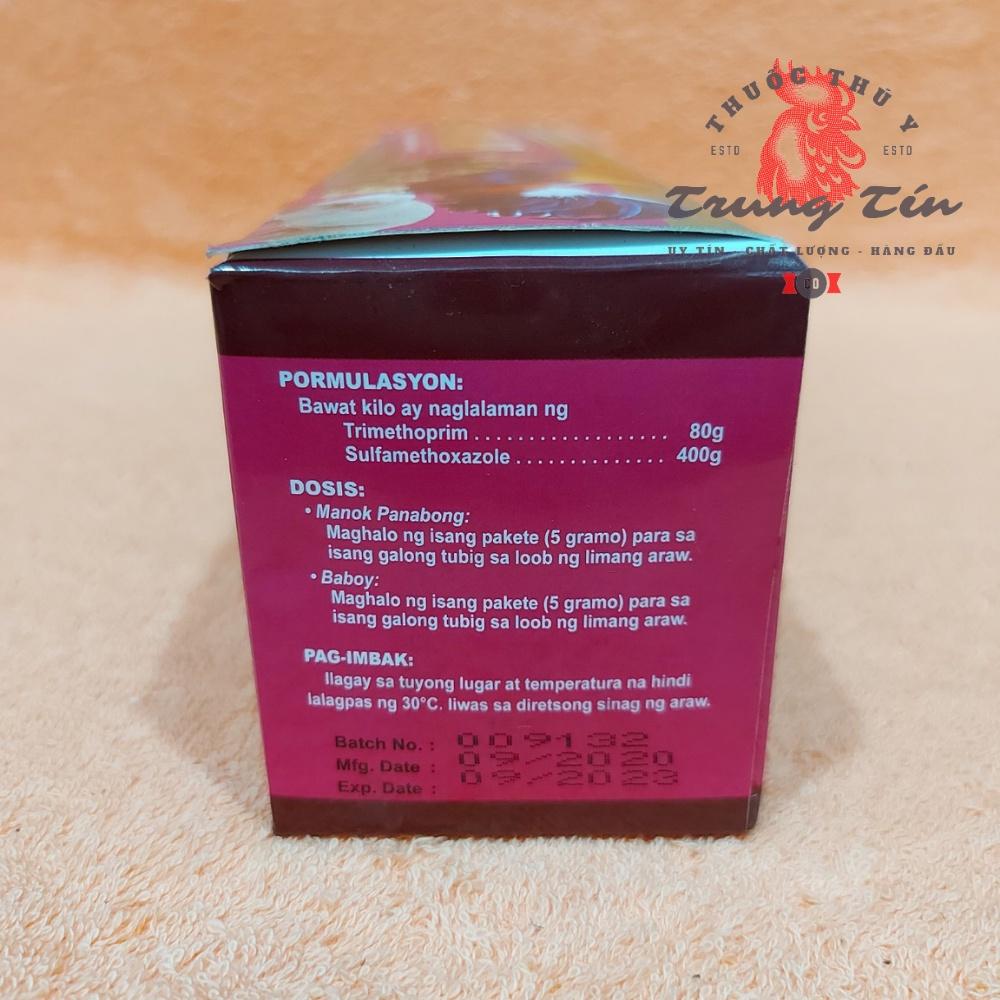 THUỐC THÚ Y
ESTD ESTD
Trung Tín
UY TÍN - CHẤT LƯỢNG - HÀNG ĐẦU
CO
PORMULASYON:
Bawat kilo ay naglalaman ng
Trimethoprim . . . . . . . . . . . . . . . . . . 80g
Sulfamethoxazole . . . . . . . . . . . . . . 400g
DOSIS:
• Manok Panabong:
Maghalo ng isang pakete (5 gramo) para sa
isang galong tubig sa loob ng limang araw.
• Baboy:
Maghalo ng isang pakete (5 gramo) para sa
isang galong tubig sa loob ng limang araw.
PAG-IMBAK:
Ilagay sa tuyong lugar at temperatura na hindi
lalagpas ng 30°C. Iiwas sa diretsong sinag ng araw.
Batch No. : 009132
Mfg. Date : 09/2020
Exp. Date : 09/2023